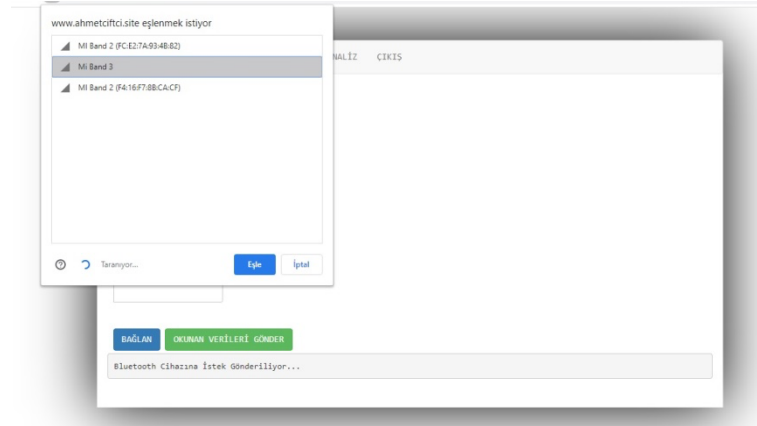 www.ahmetciftci.site eşlenmek istiyor
MI Band 2 (FC:E2:7A:93:4B:82)
Mi Band 3
MI Band 2 (F4:16:F7:8B:CA:CF)
Taranıyor...
Eşle
İptal
NALİZ ÇIKIŞ
BAĞLAN
OKUNAN VERİLERİ GÖNDER
Bluetooth Cihazına İstek Gönderiliyor...